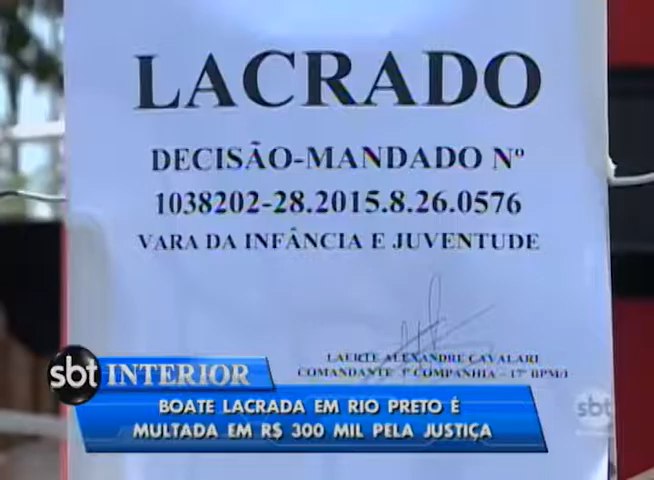 LACRADO
DECISÃO-MANDADO Nº
1038202-28.2015.8.26.0576
VARA DA INFÂNCIA E JUVENTUDE
LAERTE ALEXANDRE CAVALARI
COMANDANTE 1ª COMPANHIA - 17º BPM/I
sbt INTERIOR
BOATE LACRADA EM RIO PRETO É
MULTADA EM R$ 300 MIL PELA JUSTIÇA
sbt